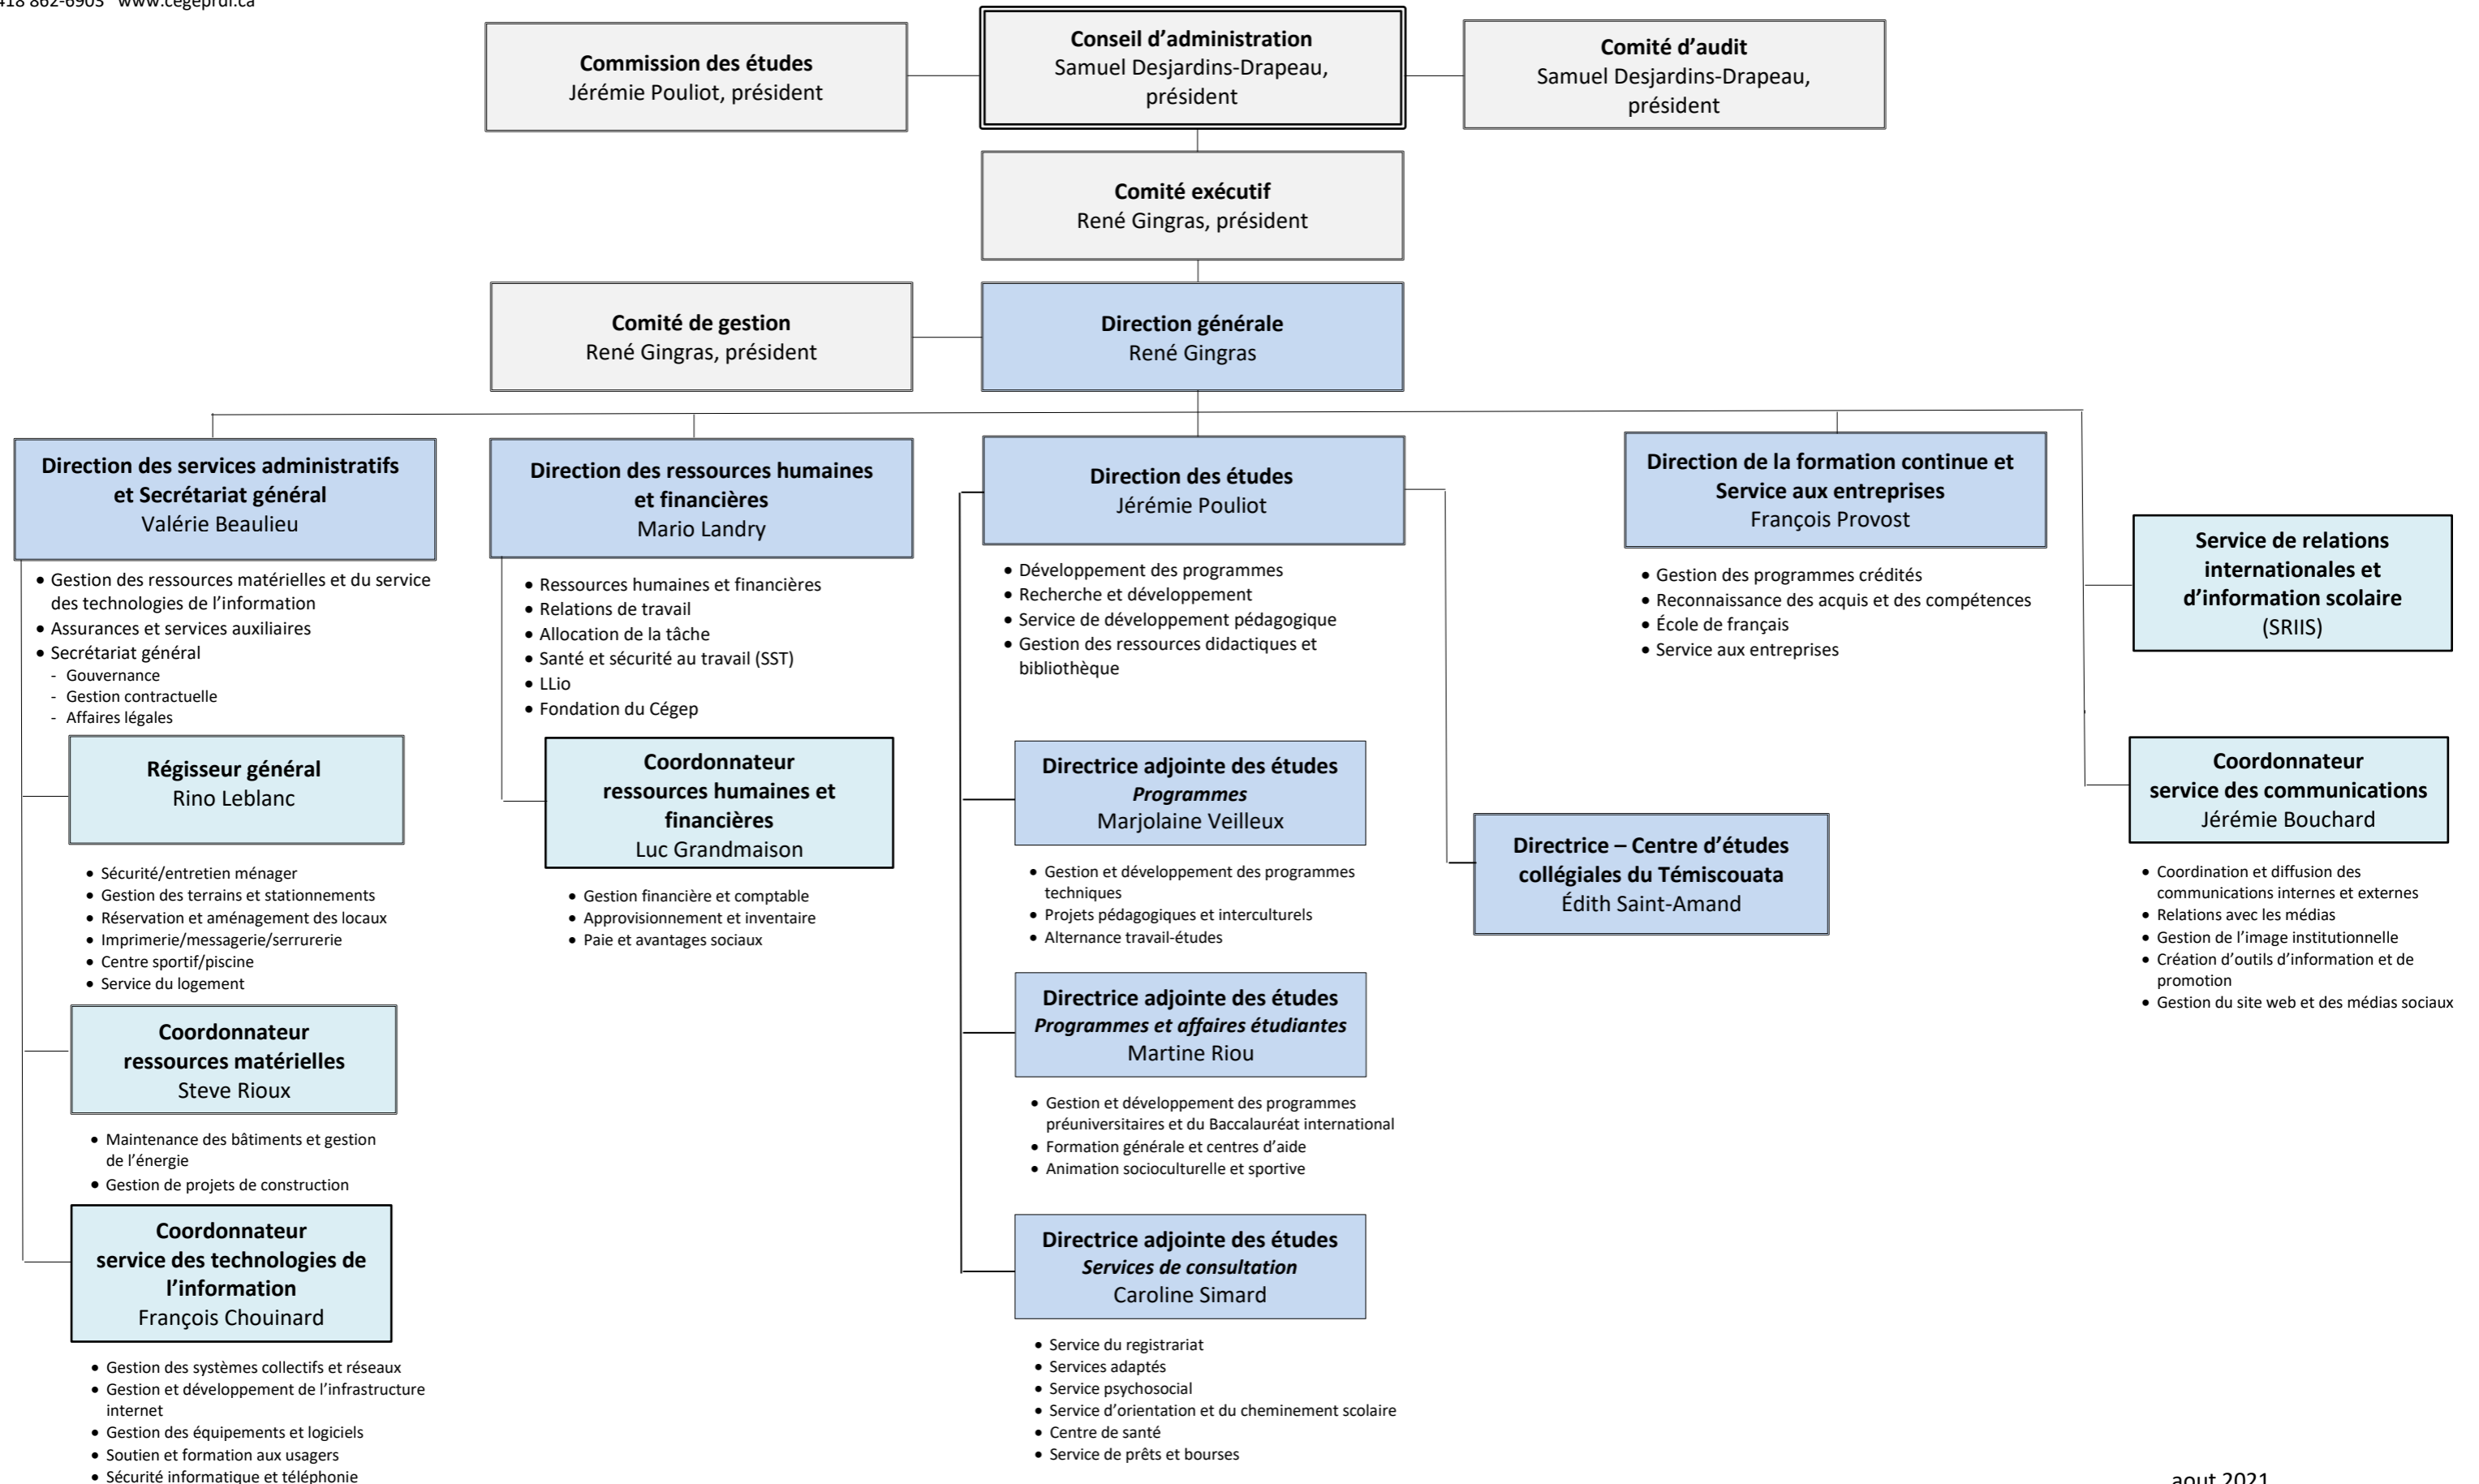 418 862-6903   www.cegeprdl.ca
Commission des études
Jérémie Pouliot, président
Conseil d’administration
Samuel Desjardins-Drapeau,
président
Comité d’audit
Samuel Desjardins-Drapeau,
président
Comité exécutif
René Gingras, président
Comité de gestion
René Gingras, président
Direction générale
René Gingras
Direction des services administratifs
et Secrétariat général
Valérie Beaulieu
• Gestion des ressources matérielles et du service
des technologies de l’information
• Assurances et services auxiliaires
• Secrétariat général
- Gouvernance
- Gestion contractuelle
- Affaires légales
Régisseur général
Rino Leblanc
• Sécurité/entretien ménager
• Gestion des terrains et stationnements
• Réservation et aménagement des locaux
• Imprimerie/messagerie/serrurerie
• Centre sportif/piscine
• Service du logement
Coordonnateur
ressources matérielles
Steve Rioux
• Maintenance des bâtiments et gestion
de l’énergie
• Gestion de projets de construction
Coordonnateur
service des technologies de
l’information
François Chouinard
• Gestion des systèmes collectifs et réseaux
• Gestion et développement de l’infrastructure
internet
• Gestion des équipements et logiciels
• Soutien et formation aux usagers
• Sécurité informatique et téléphonie
Direction des ressources humaines
et financières
Mario Landry
• Ressources humaines et financières
• Relations de travail
• Allocation de la tâche
• Santé et sécurité au travail (SST)
• LLio
• Fondation du Cégep
Coordonnateur
ressources humaines et
financières
Luc Grandmaison
• Gestion financière et comptable
• Approvisionnement et inventaire
• Paie et avantages sociaux
Direction des études
Jérémie Pouliot
• Développement des programmes
• Recherche et développement
• Service de développement pédagogique
• Gestion des ressources didactiques et
bibliothèque
Directrice adjointe des études
Programmes
Marjolaine Veilleux
• Gestion et développement des programmes
techniques
• Projets pédagogiques et interculturels
• Alternance travail-études
Directrice adjointe des études
Programmes et affaires étudiantes
Martine Riou
• Gestion et développement des programmes
préuniversitaires et du Baccalauréat international
• Formation générale et centres d’aide
• Animation socioculturelle et sportive
Directrice adjointe des études
Services de consultation
Caroline Simard
• Service du registrariat
• Services adaptés
• Service psychosocial
• Service d’orientation et du cheminement scolaire
• Centre de santé
• Service de prêts et bourses
Directrice – Centre d’études
collégiales du Témiscouata
Édith Saint-Amand
Direction de la formation continue et
Service aux entreprises
François Provost
• Gestion des programmes crédités
• Reconnaissance des acquis et des compétences
• École de français
• Service aux entreprises
Service de relations
internationales et
d’information scolaire
(SRIIS)
Coordonnateur
service des communications
Jérémie Bouchard
• Coordination et diffusion des
communications internes et externes
• Relations avec les médias
• Gestion de l’image institutionnelle
• Création d’outils d’information et de
promotion
• Gestion du site web et des médias sociaux
aout 2021